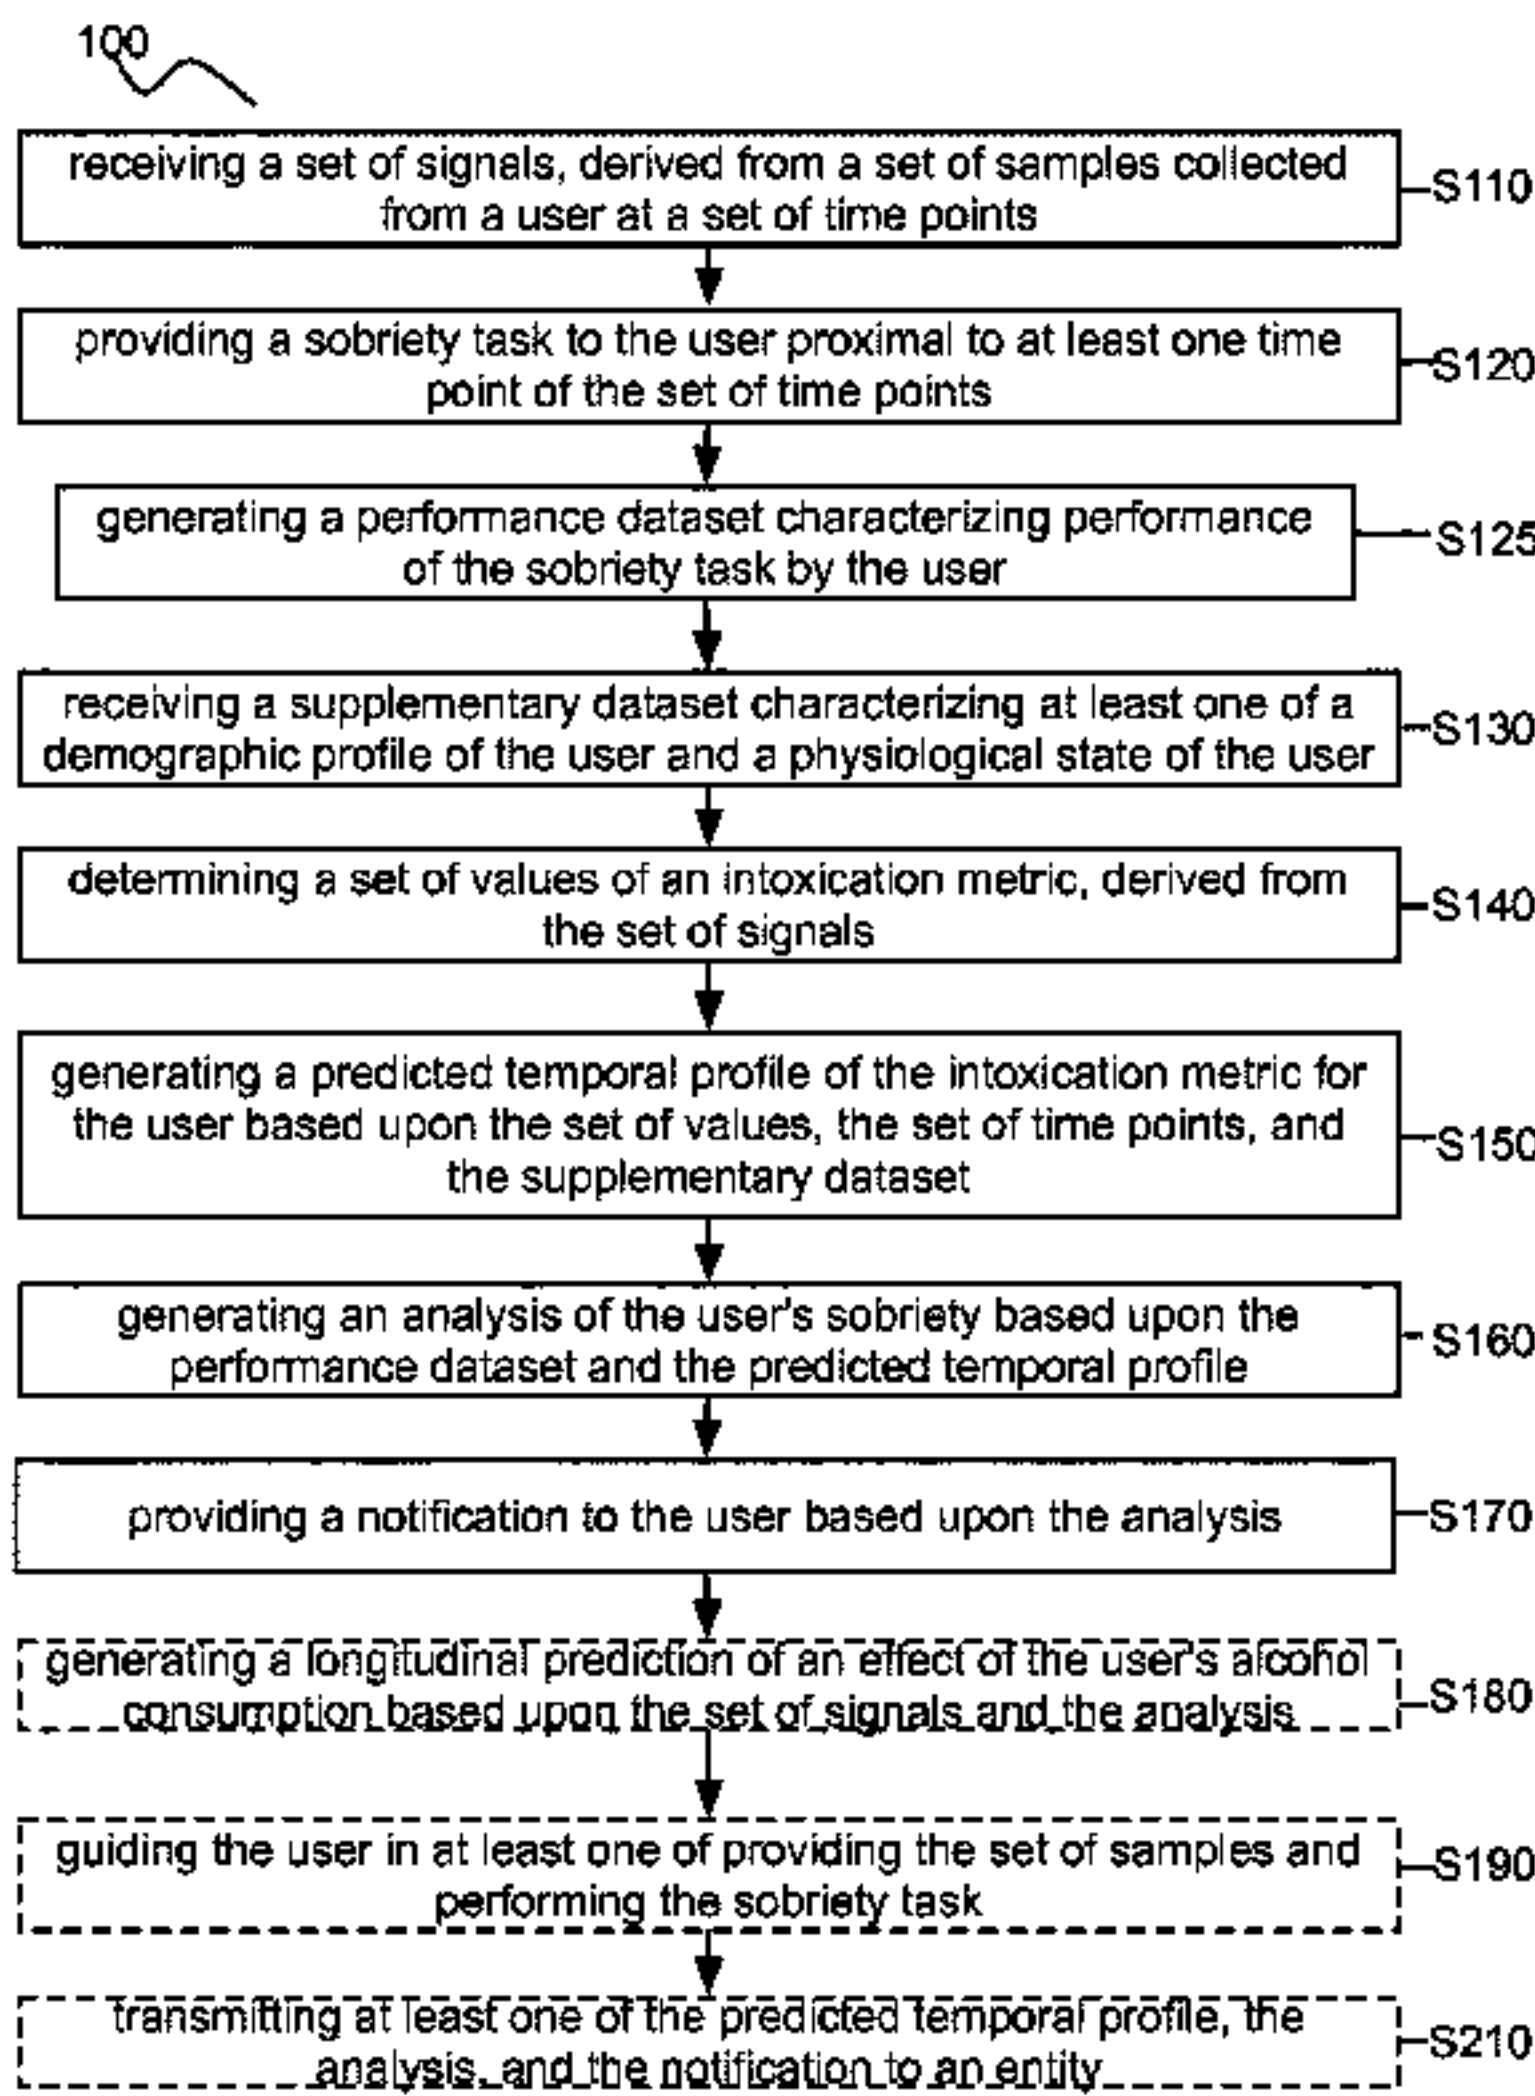 100
receiving a set of signals, derived from a set of samples collected
from a user at a set of time points
S110
providing a sobriety task to the user proximal to at least one time
point of the set of time points
S120
generating a performance dataset characterizing performance
of the sobriety task by the user
S125
receiving a supplementary dataset characterizing at least one of a
demographic profile of the user and a physiological state of the user
S130
determining a set of values of an intoxication metric, derived from
the set of signals
S140
generating a predicted temporal profile of the intoxication metric for
the user based upon the set of values, the set of time points, and
the supplementary dataset
S150
generating an analysis of the user's sobriety based upon the
performance dataset and the predicted temporal profile
S160
providing a notification to the user based upon the analysis
S170
generating a longitudinal prediction of an effect of the user's alcohol
consumption based upon the set of signals and the analysis
S180
guiding the user in at least one of providing the set of samples and
performing the sobriety task
S190
transmitting at least one of the predicted temporal profile, the
analysis, and the notification to an entity
S210